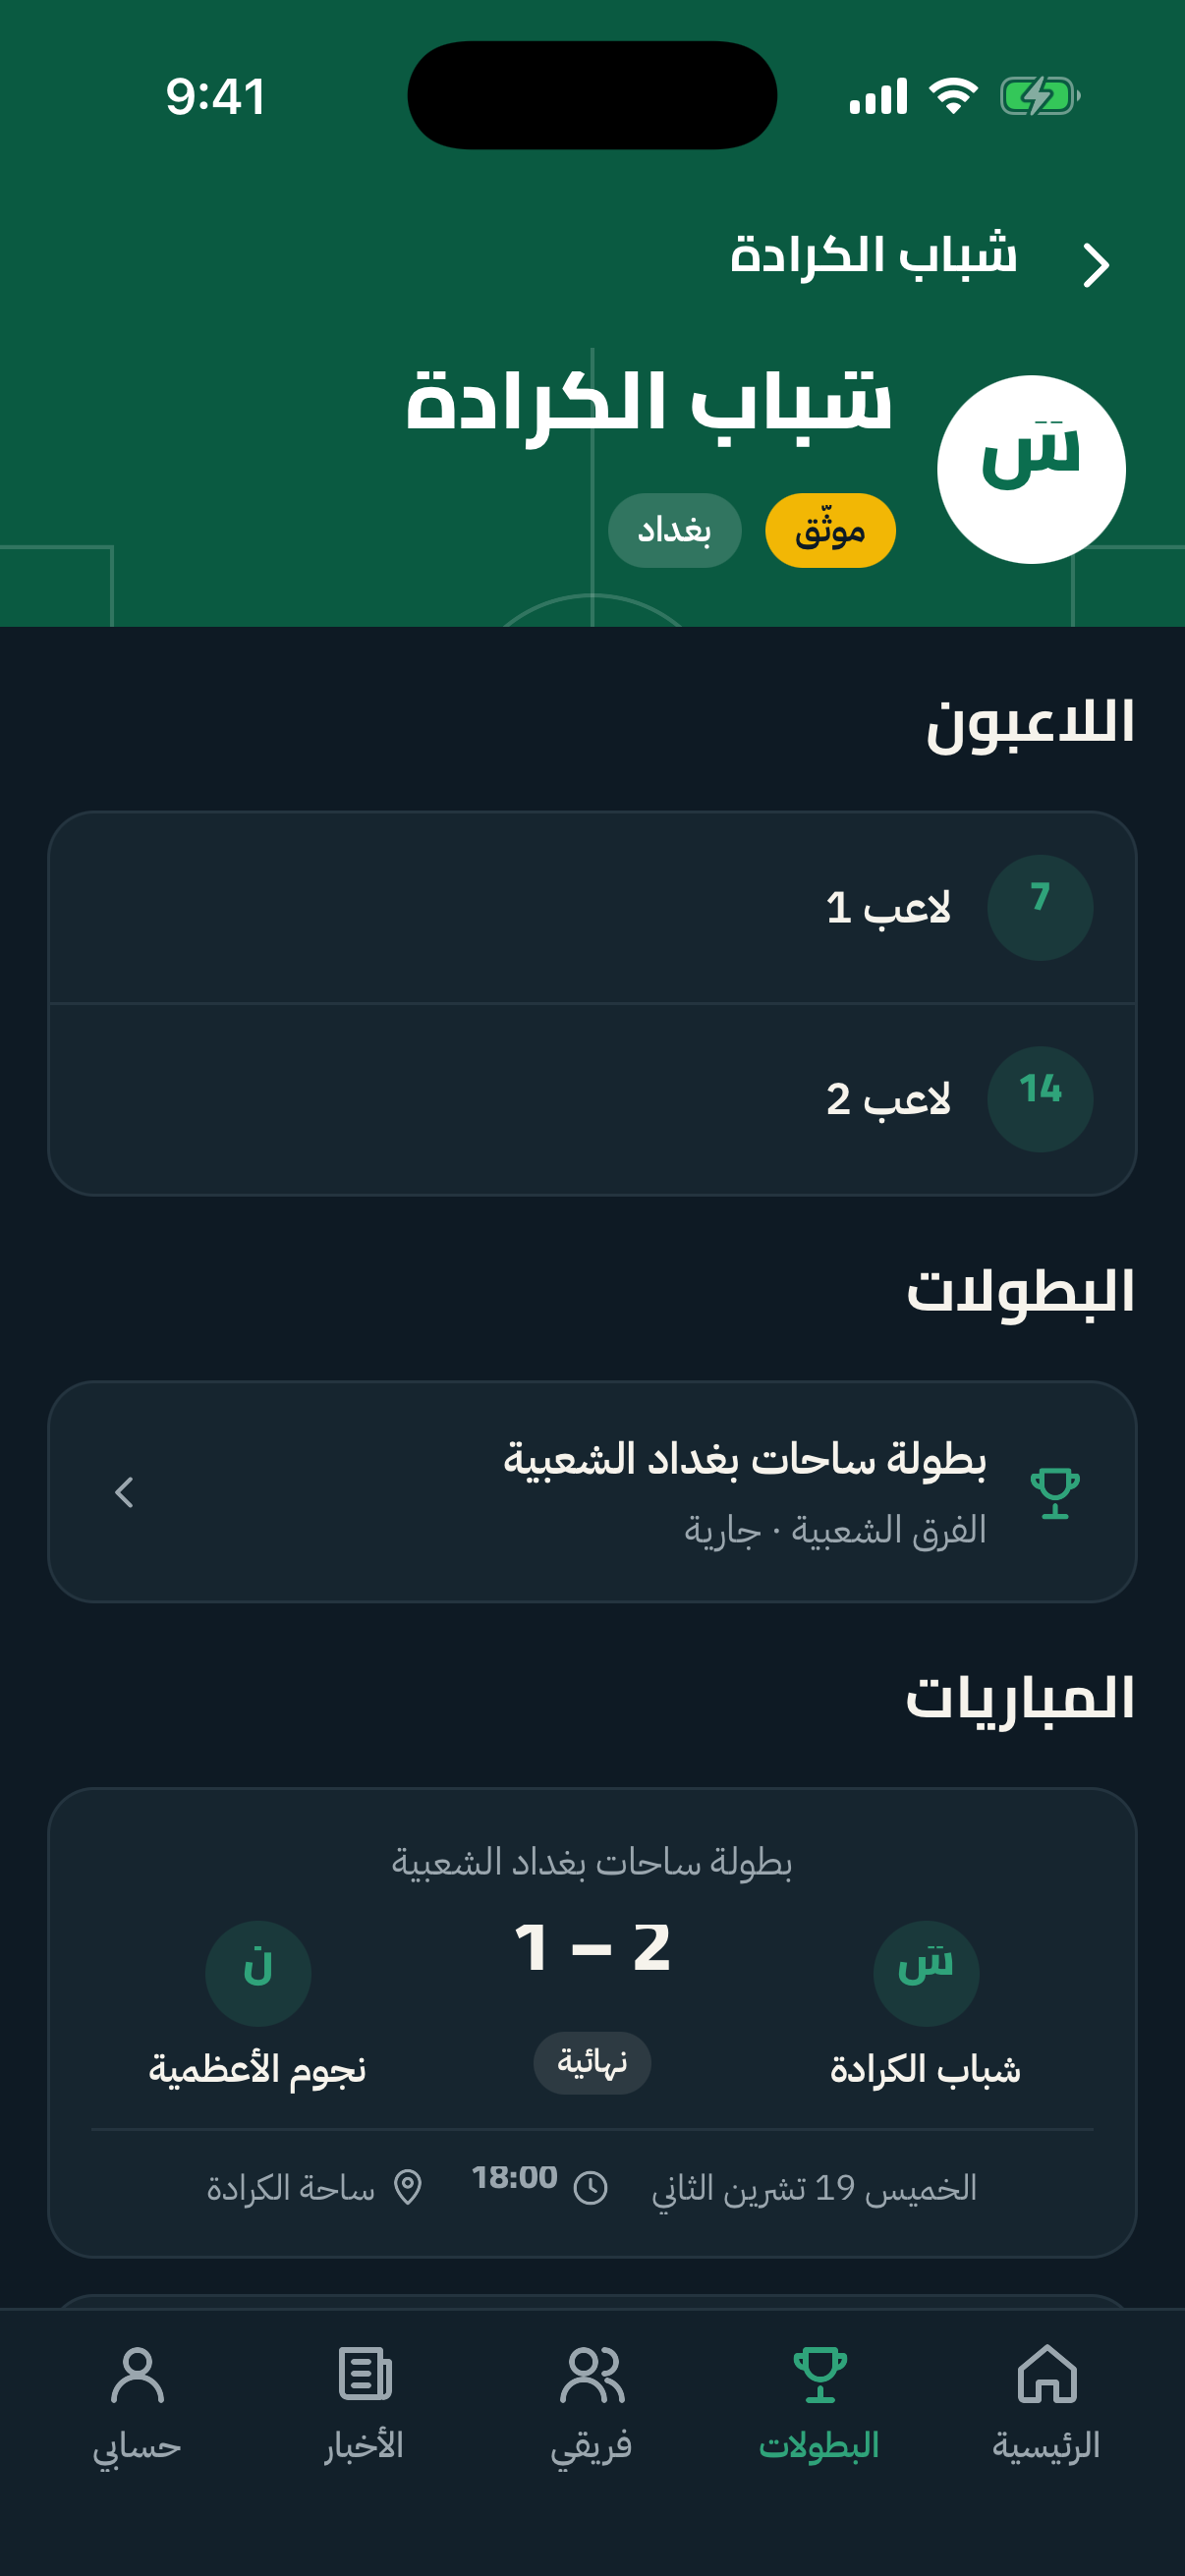 9:41
شباب الكرادة
ش
شباب الكرادة
موثّق
بغداد
اللاعبون
7
لاعب 1
14
لاعب 2
البطولات
بطولة ساحات بغداد الشعبية
الفرق الشعبية · جارية
المباريات
بطولة ساحات بغداد الشعبية
ش
2 – 1
ن
شباب الكرادة
نهائية
نجوم الأعظمية
الخميس 19 تشرين الثاني
18:00
ساحة الكرادة
الرئيسية
البطولات
فريقي
الأخبار
حسابي